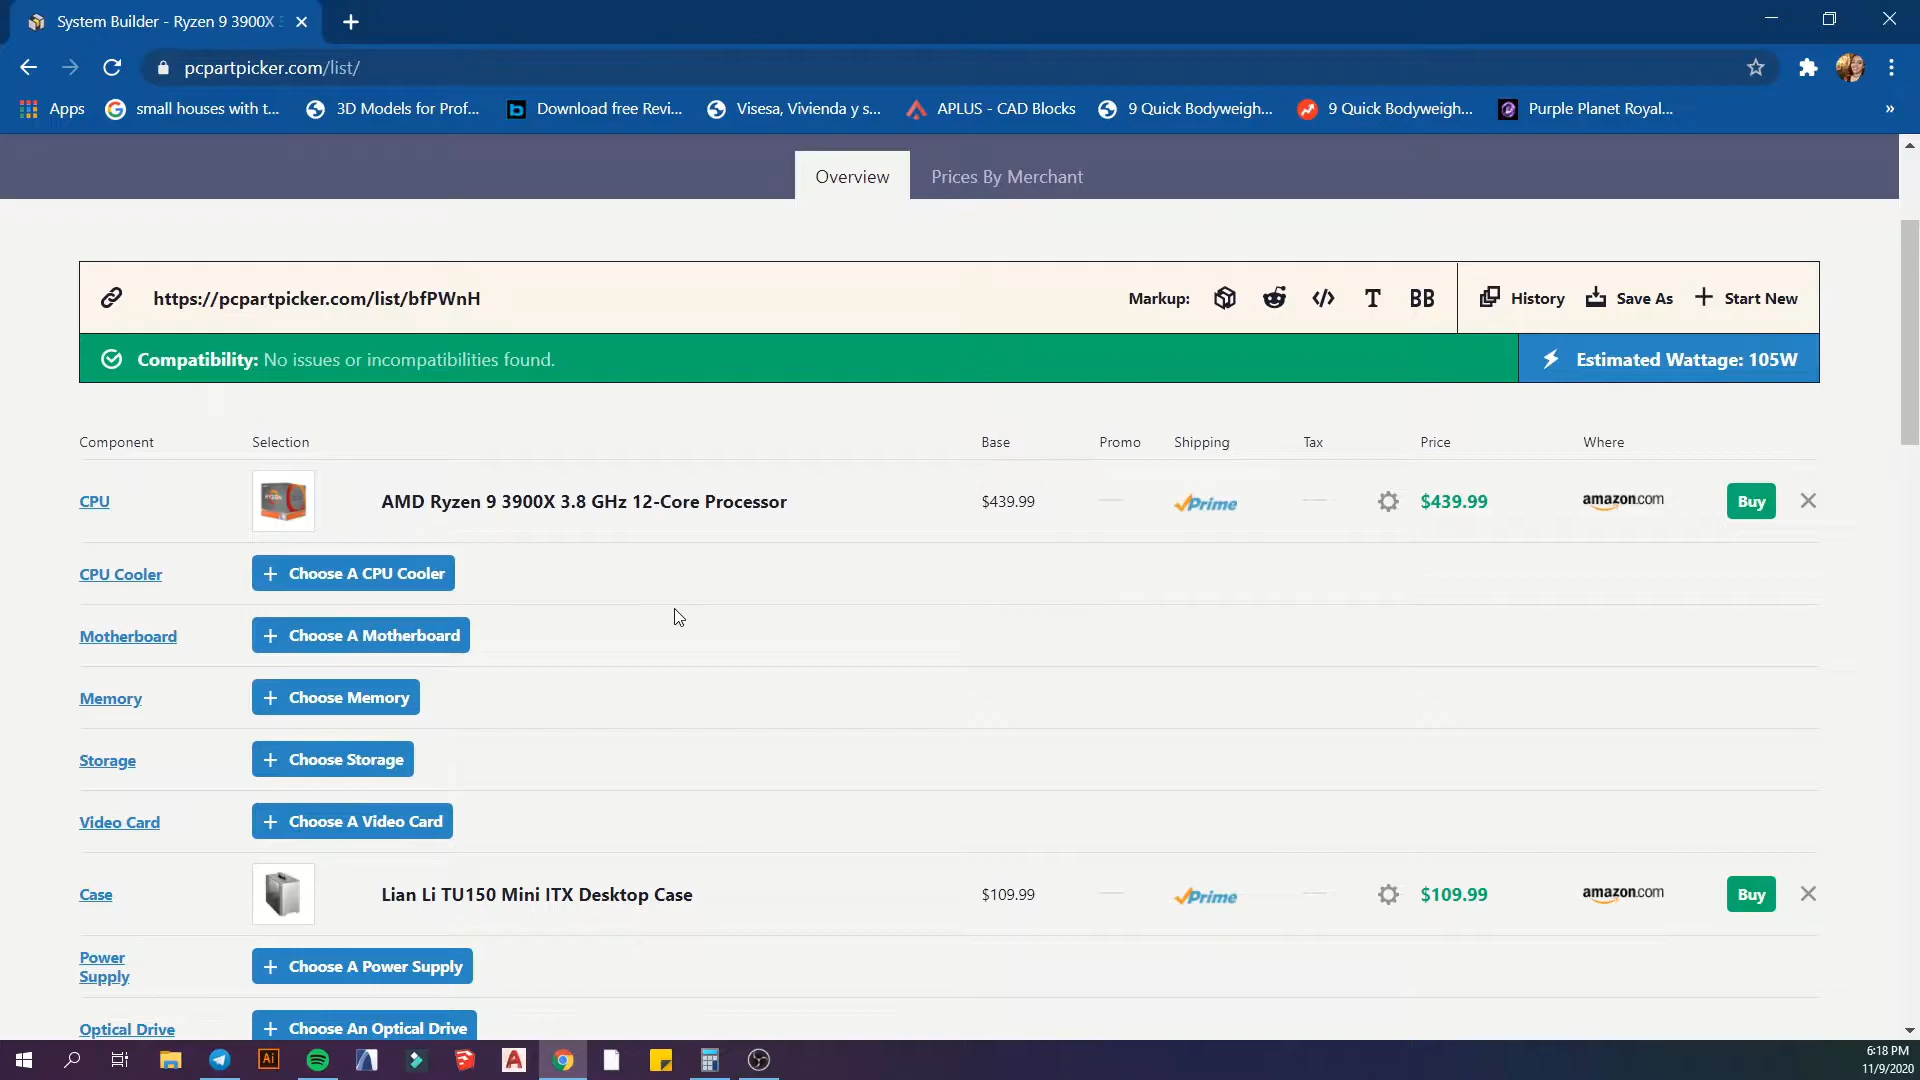 System Builder - Ryzen 9 3900X
pcpartpicker.com/list/
Apps small houses with t... 3D Models for Prof... Download free Revi... Visesa, Vivienda y s... APLUS - CAD Blocks 9 Quick Bodyweigh... 9 Quick Bodyweigh... Purple Planet Royal... »
Overview Prices By Merchant
https://pcpartpicker.com/list/bfPWnH Markup: T BB History Save As Start New
Compatibility: No issues or incompatibilities found. Estimated Wattage: 105W
Component Selection Base Promo Shipping Tax Price Where
CPU AMD Ryzen 9 3900X 3.8 GHz 12-Core Processor $439.99 Prime $439.99 amazon.com Buy
CPU Cooler + Choose A CPU Cooler
Motherboard + Choose A Motherboard
Memory + Choose Memory
Storage + Choose Storage
Video Card + Choose A Video Card
Case Lian Li TU150 Mini ITX Desktop Case $109.99 Prime $109.99 amazon.com Buy
Power
Supply + Choose A Power Supply
Optical Drive + Choose An Optical Drive
Ai
6:18 PM
11/9/2020